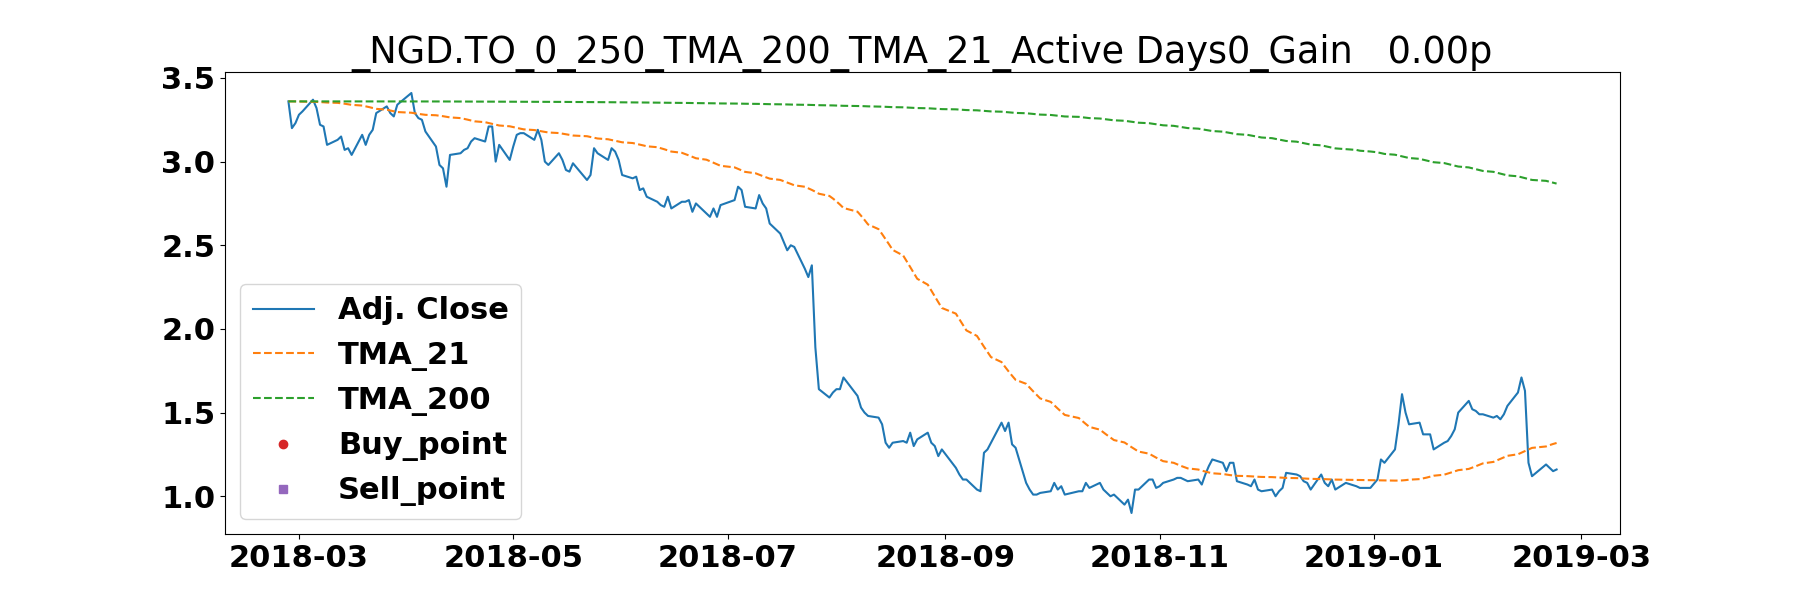 _NGD.TO_0_250_TMA_200_TMA_21_Active Days0_Gain   0.00p
3.5
3.0
2.5
2.0
1.5
1.0
Adj. Close
TMA_21
TMA_200
Buy_point
Sell_point
2018-03 2018-05 2018-07 2018-09 2018-11 2019-01 2019-03